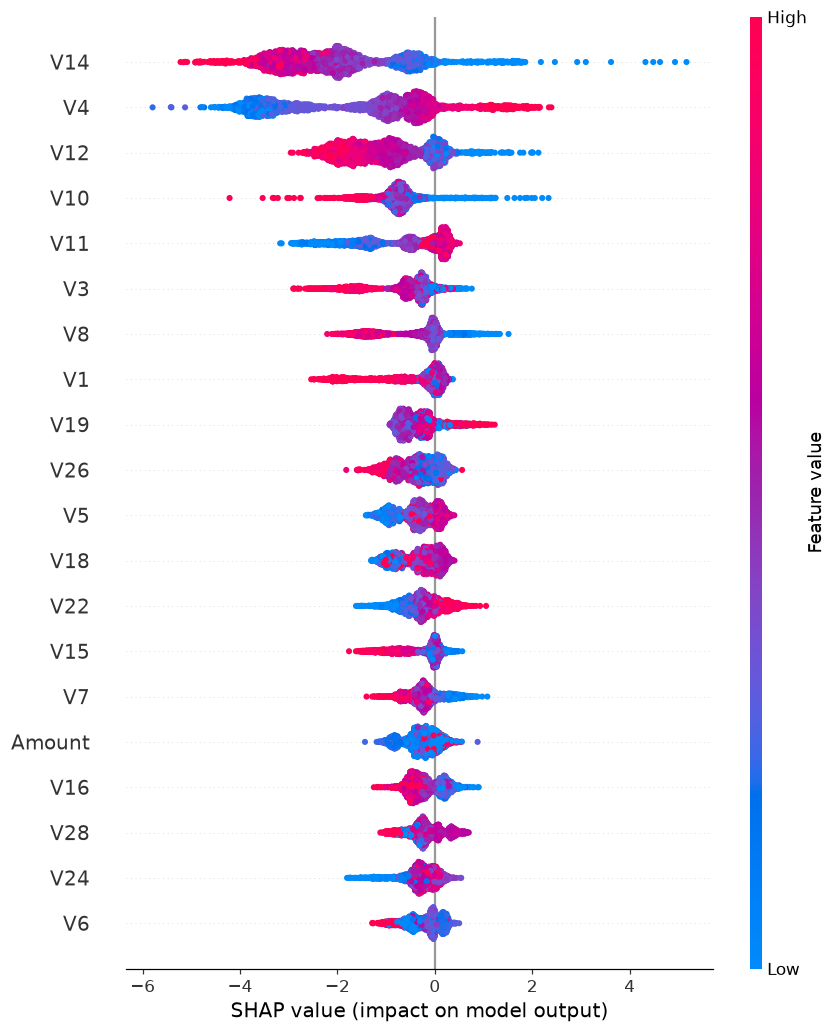 High
V14
V4
V12
V10
V11
V3
V8
V1
V19
V26
V5
V18
V22
V15
V7
Amount
V16
V28
V24
V6
Feature value
Low
−6 −4 −2 0 2 4
SHAP value (impact on model output)